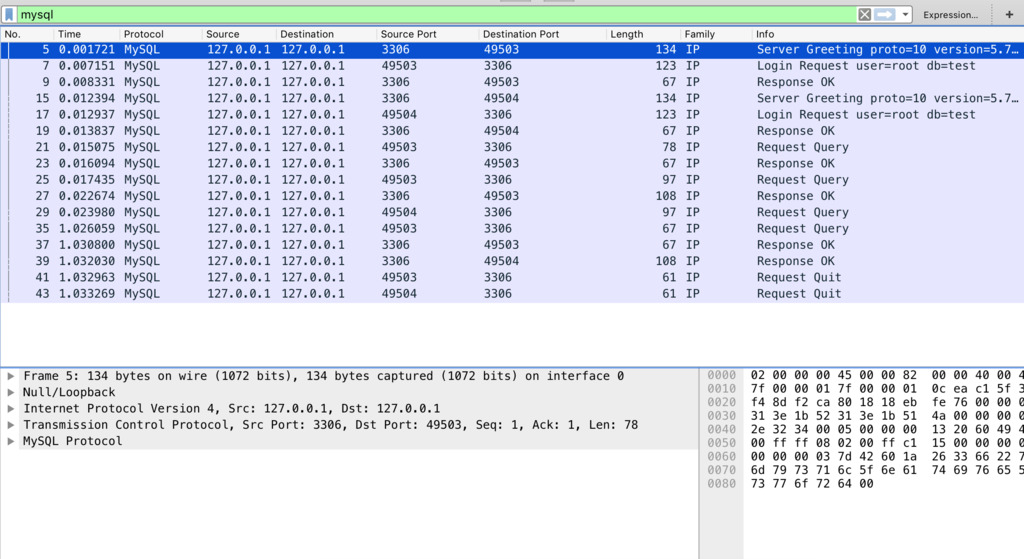 mysql Expression… +
No. Time Protocol Source Destination Source Port Destination Port Length Family Info
5 0.001721 MySQL 127.0.0.1 127.0.0.1 3306 49503 134 IP Server Greeting proto=10 version=5.7…
7 0.007151 MySQL 127.0.0.1 127.0.0.1 49503 3306 123 IP Login Request user=root db=test
9 0.008331 MySQL 127.0.0.1 127.0.0.1 3306 49503 67 IP Response OK
15 0.012394 MySQL 127.0.0.1 127.0.0.1 3306 49504 134 IP Server Greeting proto=10 version=5.7…
17 0.012937 MySQL 127.0.0.1 127.0.0.1 49504 3306 123 IP Login Request user=root db=test
19 0.013837 MySQL 127.0.0.1 127.0.0.1 3306 49504 67 IP Response OK
21 0.015075 MySQL 127.0.0.1 127.0.0.1 49503 3306 78 IP Request Query
23 0.016094 MySQL 127.0.0.1 127.0.0.1 3306 49503 67 IP Response OK
25 0.017435 MySQL 127.0.0.1 127.0.0.1 49503 3306 97 IP Request Query
27 0.022674 MySQL 127.0.0.1 127.0.0.1 3306 49503 108 IP Response OK
29 0.023980 MySQL 127.0.0.1 127.0.0.1 49504 3306 97 IP Request Query
35 1.026059 MySQL 127.0.0.1 127.0.0.1 49503 3306 67 IP Request Query
37 1.030800 MySQL 127.0.0.1 127.0.0.1 3306 49503 67 IP Response OK
39 1.032030 MySQL 127.0.0.1 127.0.0.1 3306 49504 108 IP Response OK
41 1.032963 MySQL 127.0.0.1 127.0.0.1 49503 3306 61 IP Request Quit
43 1.033269 MySQL 127.0.0.1 127.0.0.1 49504 3306 61 IP Request Quit
Frame 5: 134 bytes on wire (1072 bits), 134 bytes captured (1072 bits) on interface 0
Null/Loopback
Internet Protocol Version 4, Src: 127.0.0.1, Dst: 127.0.0.1
Transmission Control Protocol, Src Port: 3306, Dst Port: 49503, Seq: 1, Ack: 1, Len: 78
MySQL Protocol
0000 02 00 00 00 45 00 00 82 00 00 40 00 4
0010 7f 00 00 01 7f 00 00 01 0c ea c1 5f 3
0020 f4 8d f2 ca 80 18 18 eb fe 76 00 00 0
0030 31 3e 1b 52 31 3e 1b 51 4a 00 00 00 0
0040 2e 32 34 00 05 00 00 00 13 20 60 49 4
0050 00 ff ff 08 02 00 ff c1 15 00 00 00 0
0060 00 00 00 03 7d 42 60 1a 26 33 66 22 7
0070 6d 79 73 71 6c 5f 6e 61 74 69 76 65 5
0080 73 77 6f 72 64 00